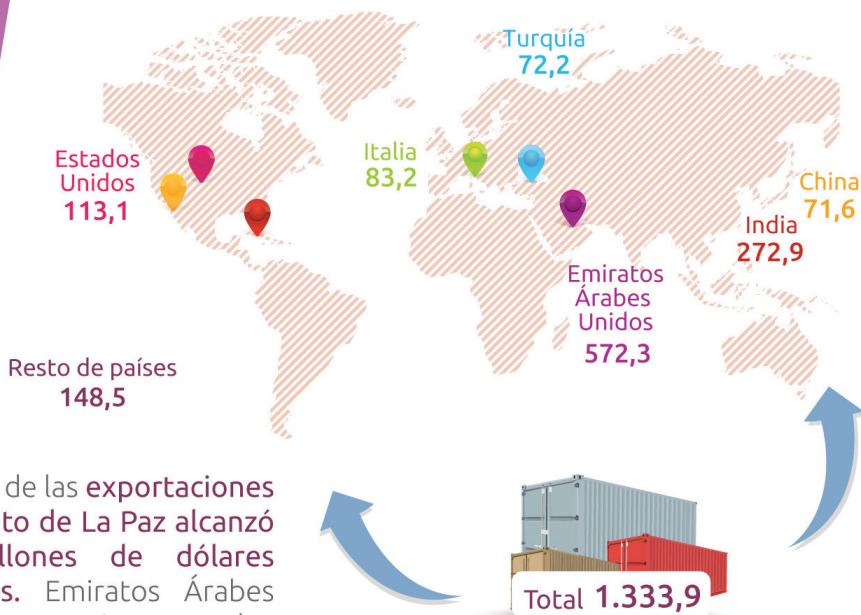 Turquía
72,2
Estados
Unidos
113,1
Italia
83,2
China
71,6
India
272,9
Emiratos
Árabes
Unidos
572,3
Resto de países
148,5
de las exportaciones
to de La Paz alcanzó
de dólares
Emiratos Árabes
Total 1.333,9